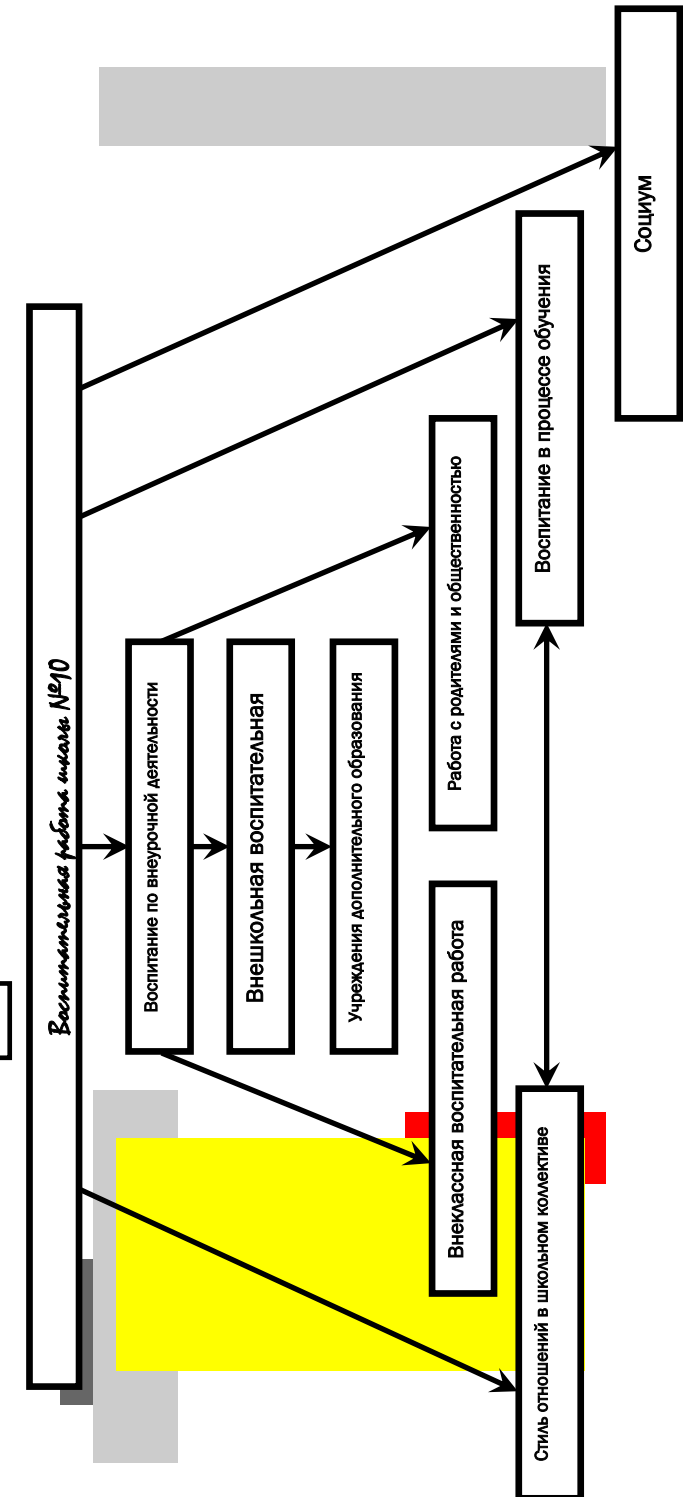 Воспитательная работа школы №10
Воспитание по внеурочной деятельности
Внешкольная воспитательная
Учреждения дополнительного образования
Внеклассная воспитательная работа
Работа с родителями и общественностью
Стиль отношений в школьном коллективе
Воспитание в процессе обучения
Социум